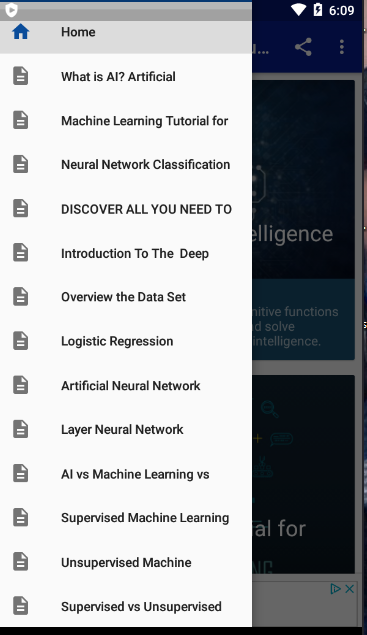 6:09
Home
What is AI? Artificial
Machine Learning Tutorial for
Neural Network Classification
DISCOVER ALL YOU NEED TO
Introduction To The  Deep
Overview the Data Set
Logistic Regression
Artificial Neural Network
Layer Neural Network
AI vs Machine Learning vs
Supervised Machine Learning
Unsupervised Machine
Supervised vs Unsupervised
u...
elligence
nitive functions
d solve
intelligence.
al for